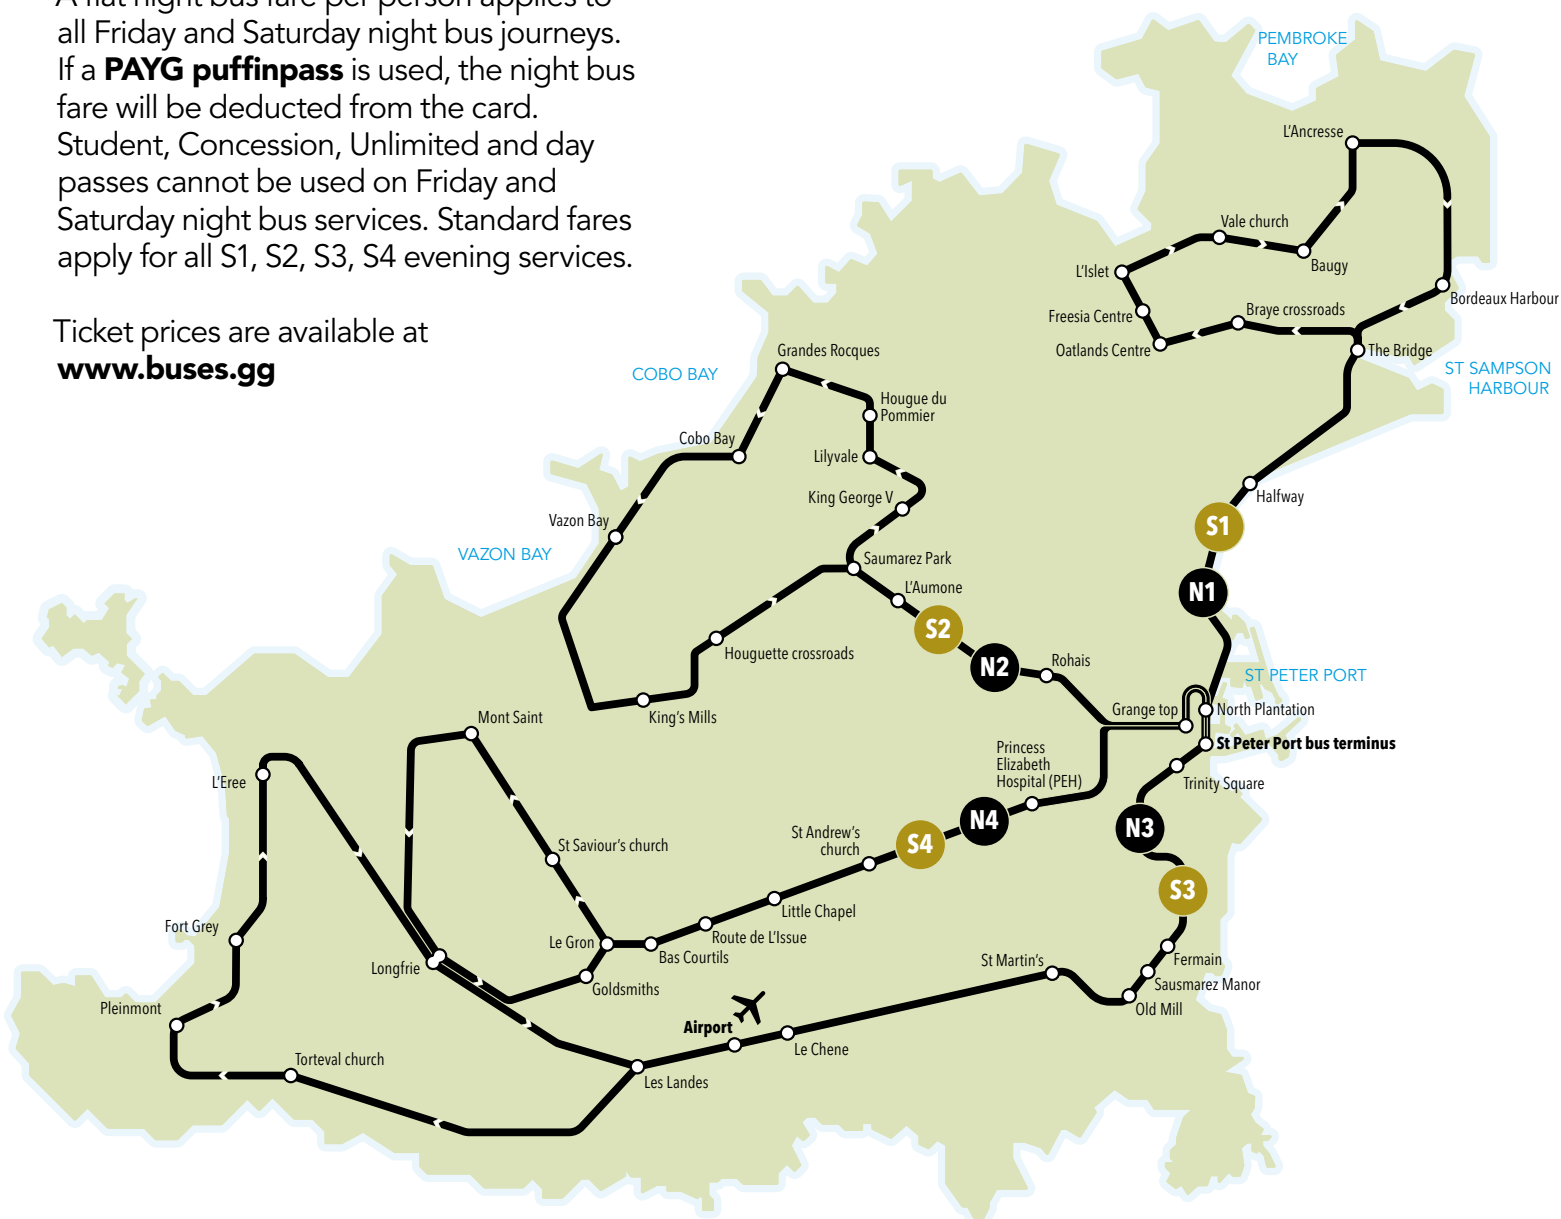 A flat night bus fare per person applies to
all Friday and Saturday night bus journeys.
If a PAYG puffinpass is used, the night bus
fare will be deducted from the card.
Student, Concession, Unlimited and day
passes cannot be used on Friday and
Saturday night bus services. Standard fares
apply for all S1, S2, S3, S4 evening services.
Ticket prices are available at
www.buses.gg
PEMBROKE
BAY
L'Ancresse
Vale church
Baugy
L'Islet
Bordeaux Harbour
Freesia Centre
Braye crossroads
Oatlands Centre
The Bridge
ST SAMPSON
HARBOUR
Grandes Rocques
COBO BAY
Hougue du
Pommier
Cobo Bay
Lilyvale
King George V
Halfway
S1
Vazon Bay
VAZON BAY
Saumarez Park
L'Aumone
N1
S2
Houguette crossroads
N2
Rohais
ST PETER PORT
King's Mills
Mont Saint
Grange top
North Plantation
St Peter Port bus terminus
Princess
Elizabeth
Hospital (PEH)
Trinity Square
L'Eree
N4
N3
St Andrew's
church
S4
St Saviour's church
S3
Little Chapel
Fort Grey
Le Gron
Route de L'Issue
Bas Courtils
Longfrie
Goldsmiths
St Martin's
Fermain
Sausmarez Manor
Old Mill
Pleinmont
Airport
Le Chene
Torteval church
Les Landes